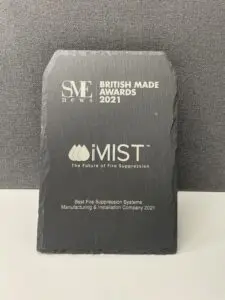 SME
news
BRITISH MADE
AWARDS
2021
iMIST™
The Future of Fire Suppression
Best Fire Suppression Systems
Manufacturing & Installation Company 2021